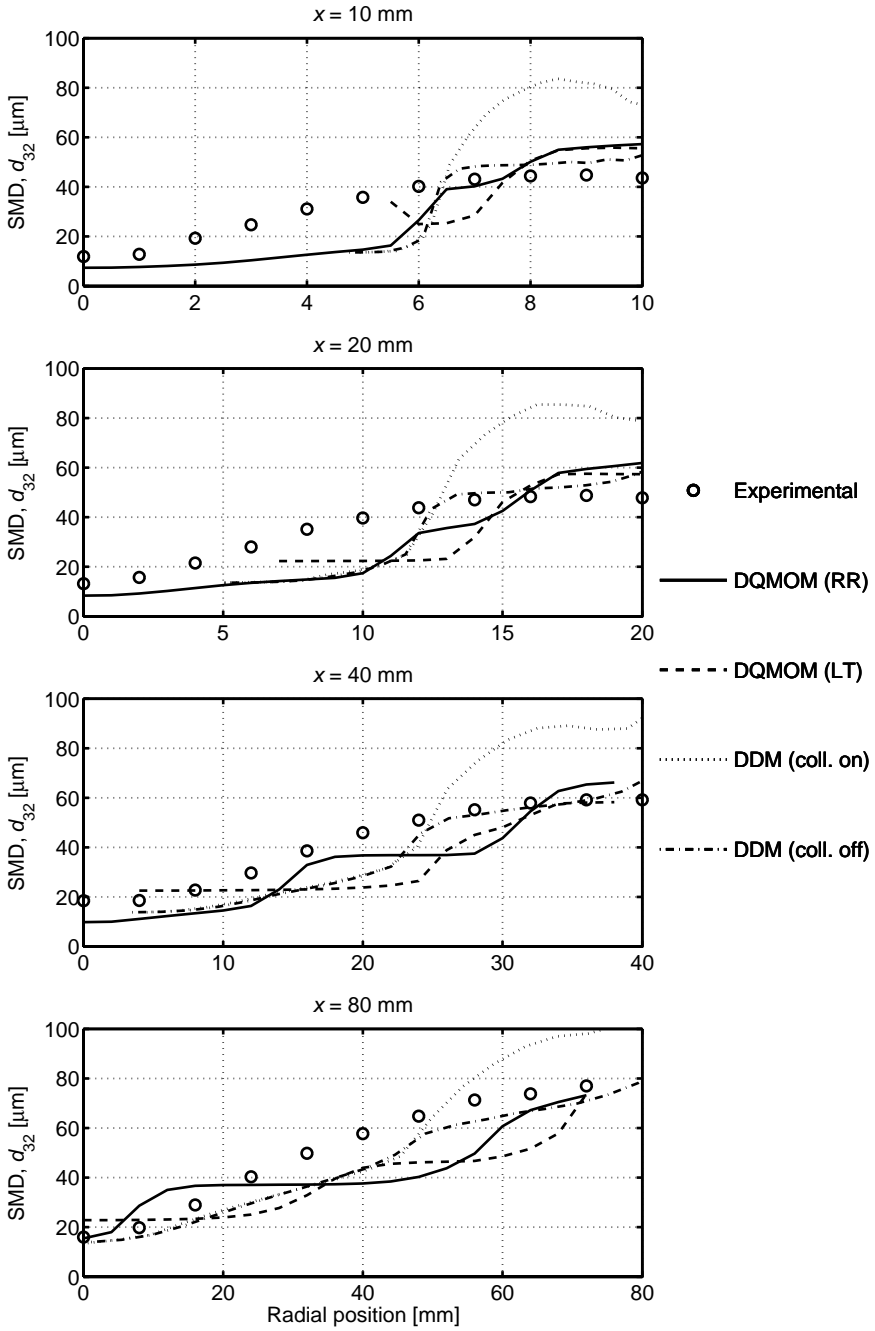 x = 10 mm
100
80
60
40
20
0
SMD, d32 [µm]
0 2 4 6 8 10
x = 20 mm
100
80
60
40
20
0
SMD, d32 [µm]
0 5 10 15 20
x = 40 mm
100
80
60
40
20
0
SMD, d32 [µm]
0 10 20 30 40
x = 80 mm
100
80
60
40
20
0
SMD, d32 [µm]
0 20 40 60 80
Radial position [mm]
Experimental
DQMOM (RR)
DQMOM (LT)
DDM (coll. on)
DDM (coll. off)